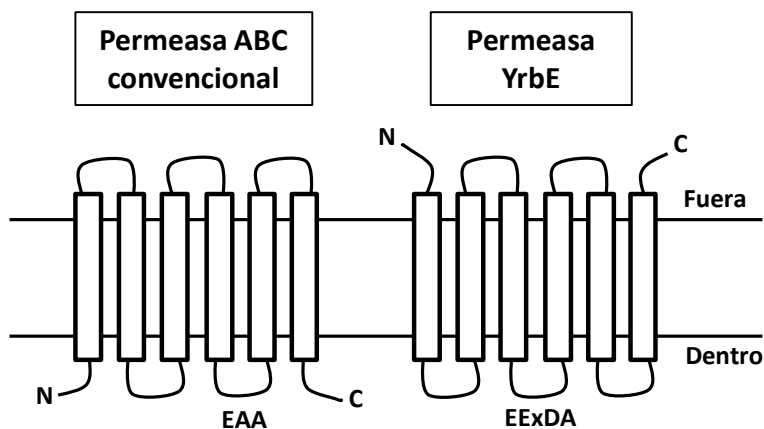 Permeasa ABC
convencional
Permeasa
YrbE
N
C
Fuera
Dentro
N
C
EAA
EExDA